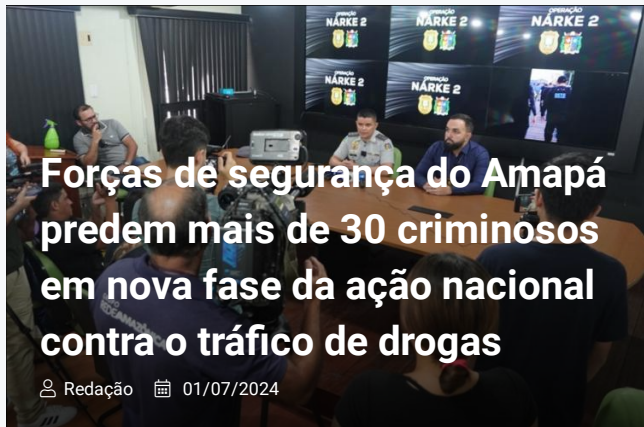 OPERAÇÃO
NÁRKE 2
OPERAÇÃO
NÁRKE 2
OPERAÇÃO
NÁRKE 2
OPERAÇÃO
NÁRKE 2
OPERAÇÃO
NÁRKE 2
Forças de segurança do Amapá
predem mais de 30 criminosos
em nova fase da ação nacional
contra o tráfico de drogas
REDEAMAZÔNICA
Redação 01/07/2024